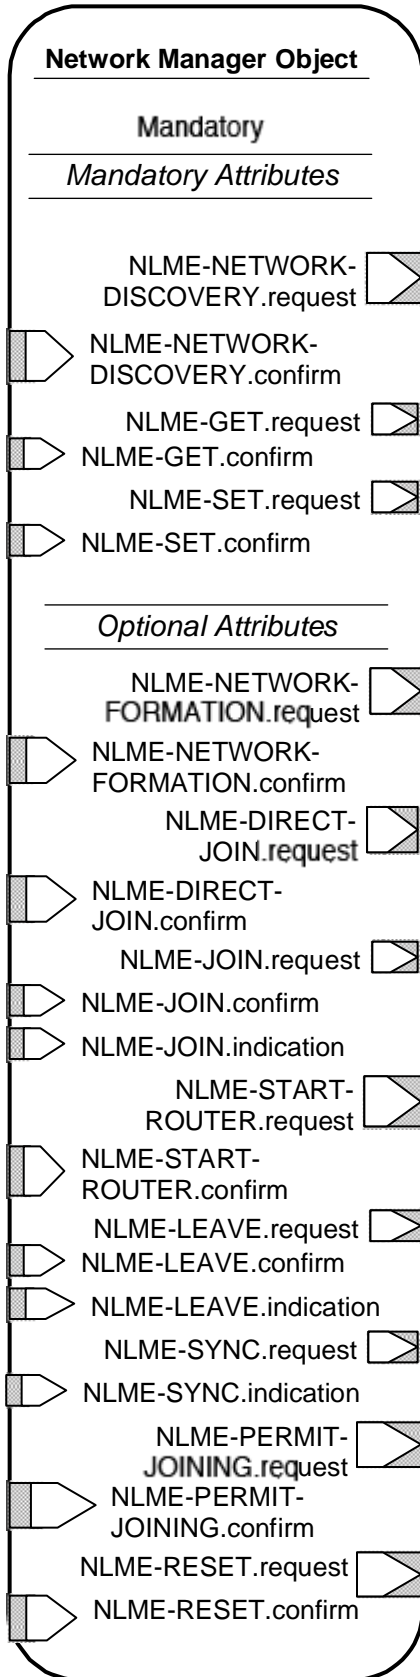 Network Manager Object
Mandatory
Mandatory Attributes
NLME-NETWORK-
DISCOVERY.request
NLME-NETWORK-
DISCOVERY.confirm
NLME-GET.request
NLME-GET.confirm
NLME-SET.request
NLME-SET.confirm
Optional Attributes
NLME-NETWORK-
FORMATION.request
NLME-NETWORK-
FORMATION.confirm
NLME-DIRECT-
JOIN.request
NLME-DIRECT-
JOIN.confirm
NLME-JOIN.request
NLME-JOIN.confirm
NLME-JOIN.indication
NLME-START-
ROUTER.request
NLME-START-
ROUTER.confirm
NLME-LEAVE.request
NLME-LEAVE.confirm
NLME-LEAVE.indication
NLME-SYNC.request
NLME-SYNC.indication
NLME-PERMIT-
JOINING.request
NLME-PERMIT-
JOINING.confirm
NLME-RESET.request
NLME-RESET.confirm